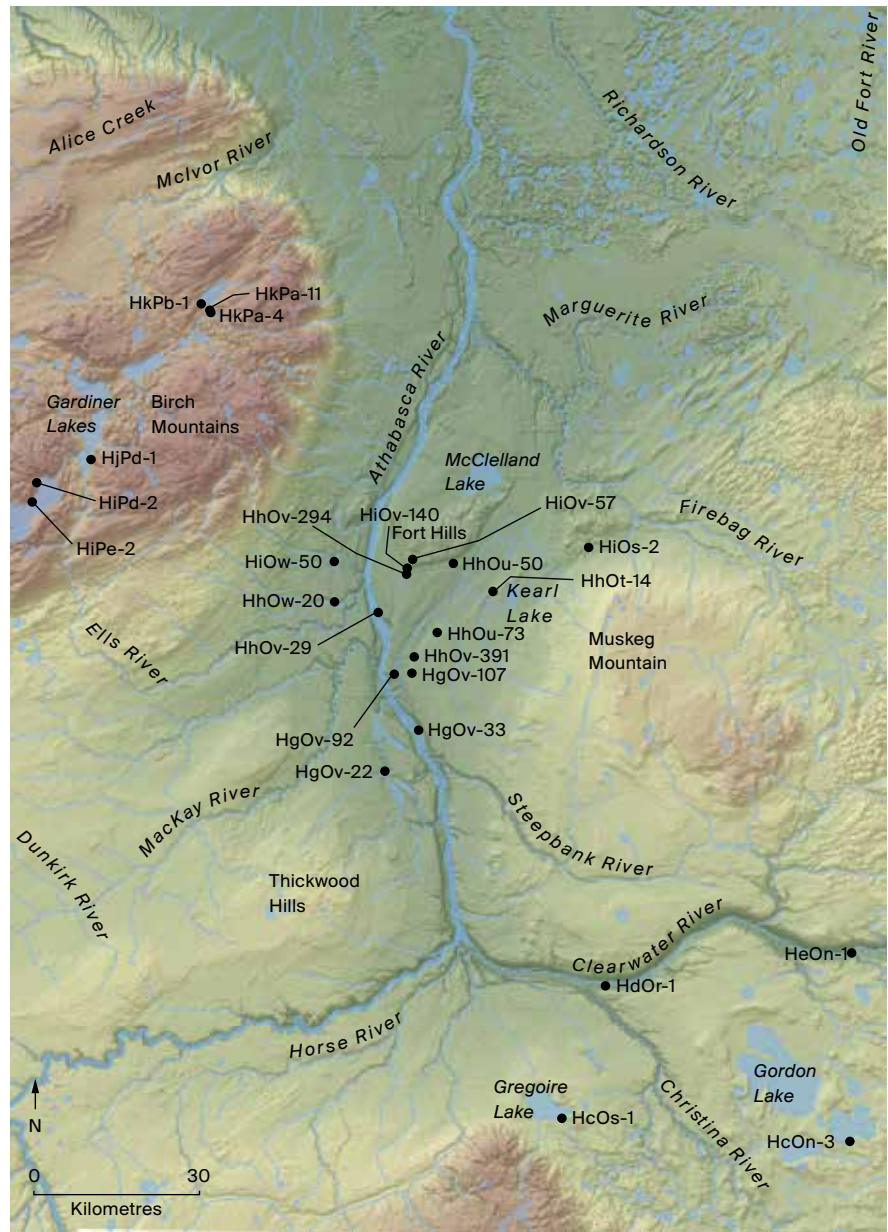 Old Fort River
Richardson River
Alice Creek
McIvor River
HkPb-1
HkPa-11
HkPa-4
Marguerite River
Athabasca River
Gardiner
Lakes
Birch
Mountains
HjPd-1
McClelland
Lake
HiPd-2
HiPe-2
HhOv-294
HiOv-140
HiOv-57
Fort Hills
Firebag River
HiOw-50
HhOu-50
HiOs-2
HhOt-14
Kearl
Lake
HhOw-20
HhOv-29
HhOu-73
Muskeg
Mountain
Ells River
HhOv-391
HgOv-107
HgOv-92
HgOv-33
HgOv-22
MacKay River
Steepbank River
Dunkirk River
Thickwood
Hills
Clearwater River
HeOn-1
HdOr-1
Horse River
Gordon
Lake
Gregoire
Lake
HcOs-1
Christina River
HcOn-3
N
0 30
Kilometres